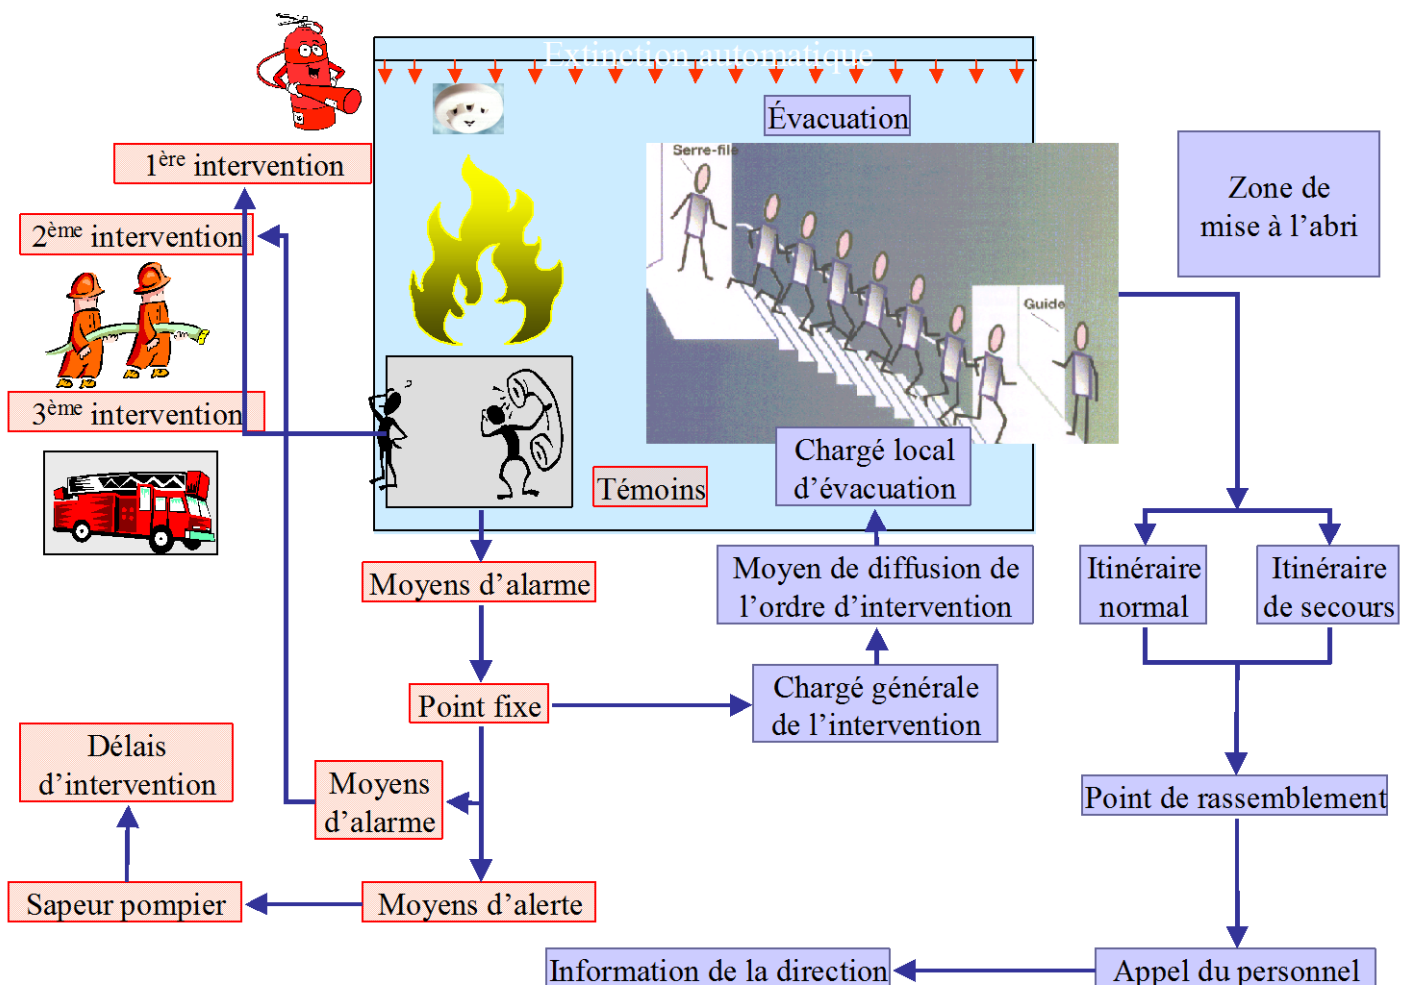 Extinction automatique
Évacuation
Serre-file
1ère intervention
Zone de
mise à l’abri
2ème intervention
Guide
3ème intervention
Chargé local
d’évacuation
Témoins
Moyens d’alarme
Moyen de diffusion de
l’ordre d’intervention
Itinéraire
normal
Itinéraire
de secours
Point fixe
Chargé générale
de l’intervention
Délais
d’intervention
Moyens
d’alarme
Point de rassemblement
Sapeur pompier
Moyens d’alerte
Information de la direction
Appel du personnel